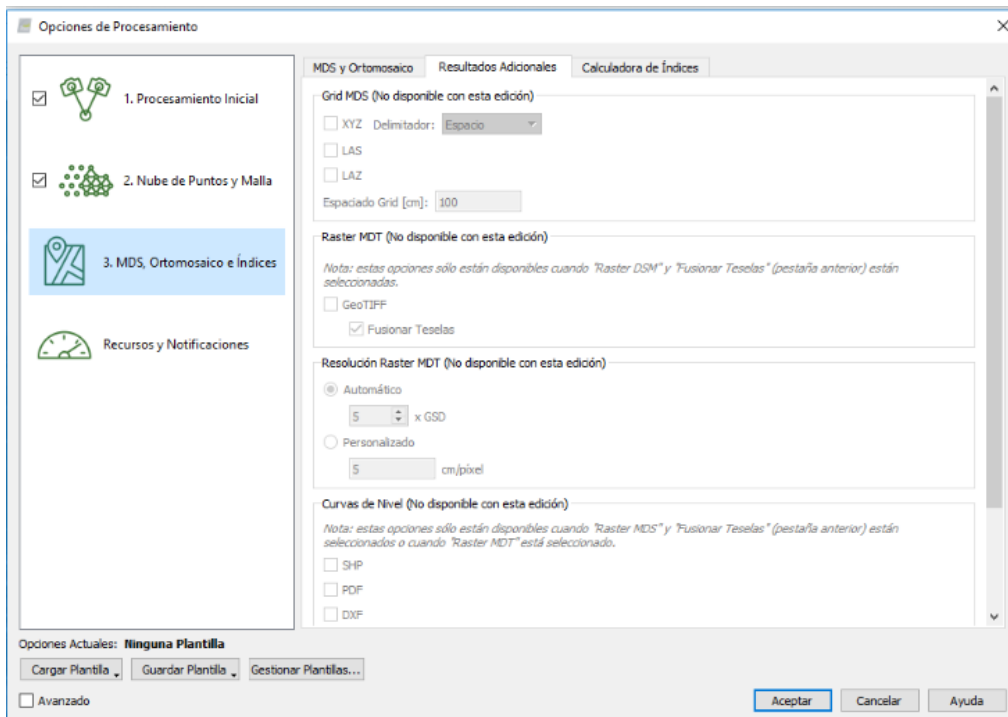 Opciones de Procesamiento
1. Procesamiento Inicial
2. Nube de Puntos y Malla
3. MDS, Ortomosaico e Índices
Recursos y Notificaciones
MDS y Ortomosaico Resultados Adicionales Calculadora de Índices
Grid MDS (No disponible con esta edición)
XYZ Delimitador: Espacio
LAS
LAZ
Espaciado Grid [cm]: 100
Raster MDT (No disponible con esta edición)
Nota: estas opciones sólo están disponibles cuando "Raster DSM" y "Fusionar Teselas" (pestaña anterior) están
seleccionadas.
GeoTIFF
Fusionar Teselas
Resolución Raster MDT (No disponible con esta edición)
Automático
5 x GSD
Personalizado
5 cm/píxel
Curvas de Nivel (No disponible con esta edición)
Nota: estas opciones sólo están disponibles cuando "Raster MDS" y "Fusionar Teselas" (pestaña anterior) están
seleccionados o cuando "Raster MDT" está seleccionado.
SHP
PDF
DXF
Opciones Actuales: Ninguna Plantilla
Cargar Plantilla Guardar Plantilla Gestionar Plantillas...
Avanzado
Aceptar Cancelar Ayuda